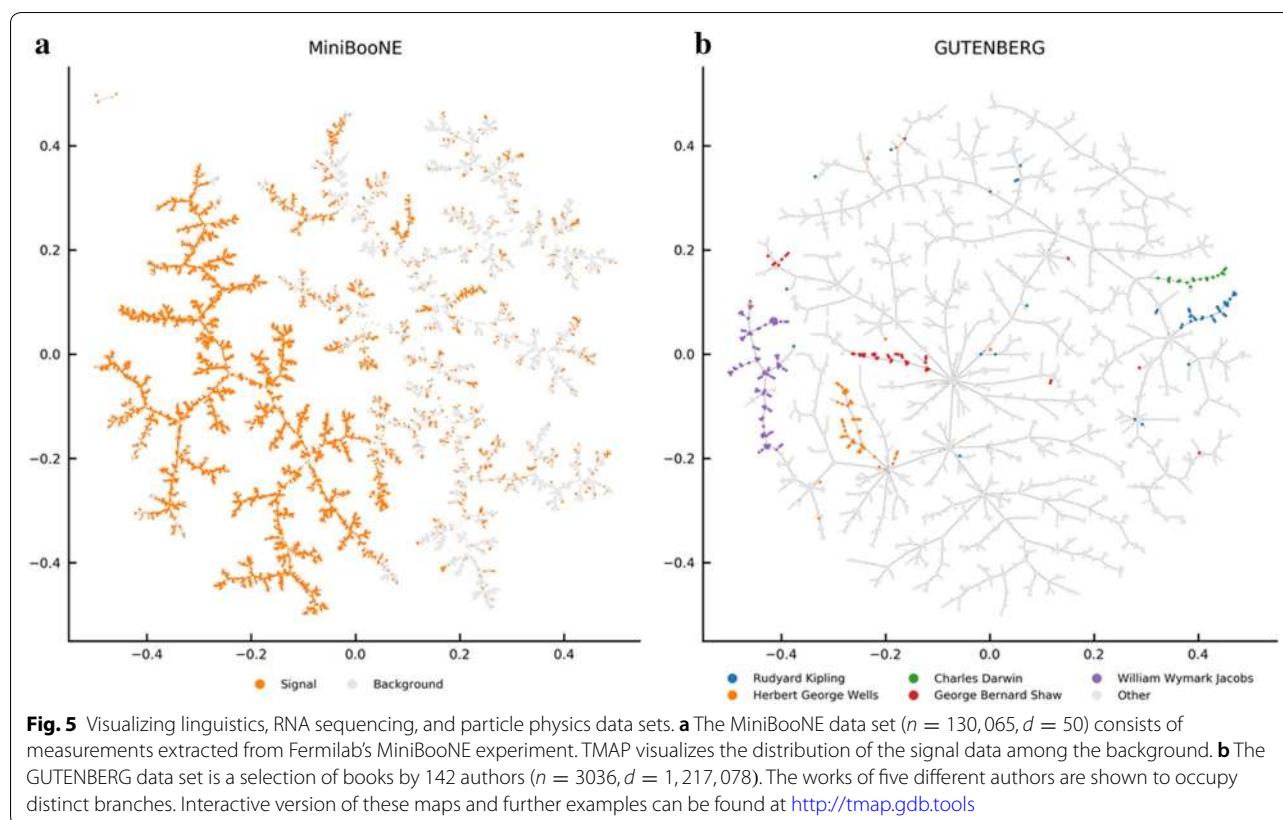 a
MiniBooNE
0.4
0.2
0.0
−0.2
−0.4
−0.4
−0.2
0.0
0.2
0.4
Signal
Background
b
GUTENBERG
0.4
0.2
0.0
−0.2
−0.4
−0.4
−0.2
0.0
0.2
0.4
Rudyard Kipling
Charles Darwin
William Wymark Jacobs
Herbert George Wells
George Bernard Shaw
Other
Fig. 5 Visualizing linguistics, RNA sequencing, and particle physics data sets. a The MiniBooNE data set (n = 130, 065, d = 50) consists of
measurements extracted from Fermilab's MiniBooNE experiment. TMAP visualizes the distribution of the signal data among the background. b The
GUTENBERG data set is a selection of books by 142 authors (n = 3036, d = 1, 217, 078). The works of five different authors are shown to occupy
distinct branches. Interactive version of these maps and further examples can be found at http://tmap.gdb.tools